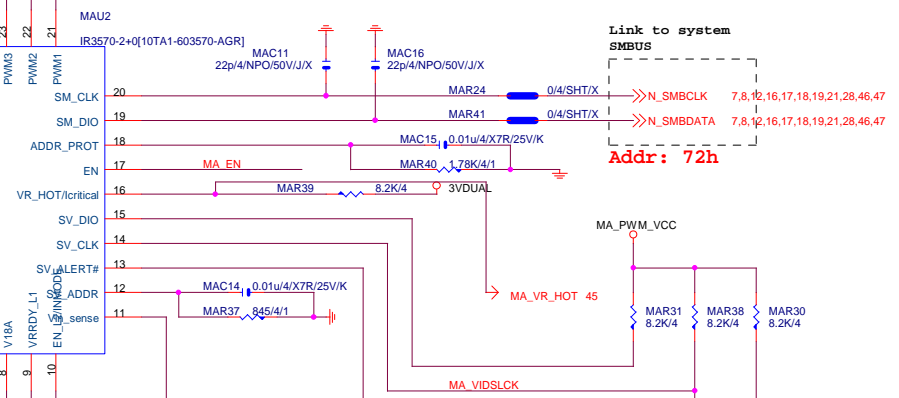 23
22
21
MAU2
IR3570-2+0[10TA1-603570-AGR]
PWM3
PWM2
PWM1
MAC11
22p/4/NPO/50V/J/X
MAC16
22p/4/NPO/50V/J/X
Link to system
SMBUS
SM_CLK
20
MAR24
0/4/SHT/X
N_SMBCLK
7,8,12,16,17,18,19,21,28,46,47
SM_DIO
19
MAR41
0/4/SHT/X
N_SMBDATA
7,8,12,16,17,18,19,21,28,46,47
ADDR_PROT
18
MAC15
0.01u/4/X7R/25V/K
Addr: 72h
EN
17
MA_EN
MAR40
1.78K/4/1
VR_HOT/Icritical
16
MAR39
8.2K/4
3VDUAL
SV_DIO
15
MA_PWM_VCC
SV_CLK
14
SV_ALERT#
13
SV_ADDR
12
MAC14
0.01u/4/X7R/25V/K
MA_VR_HOT
45
Vin_sense
11
MAR37
845/4/1
MAR31
8.2K/4
MAR38
8.2K/4
MAR30
8.2K/4
V18A
VRRDY_L1
EN_L2/INMODE
8
9
10
MA_VIDSLCK